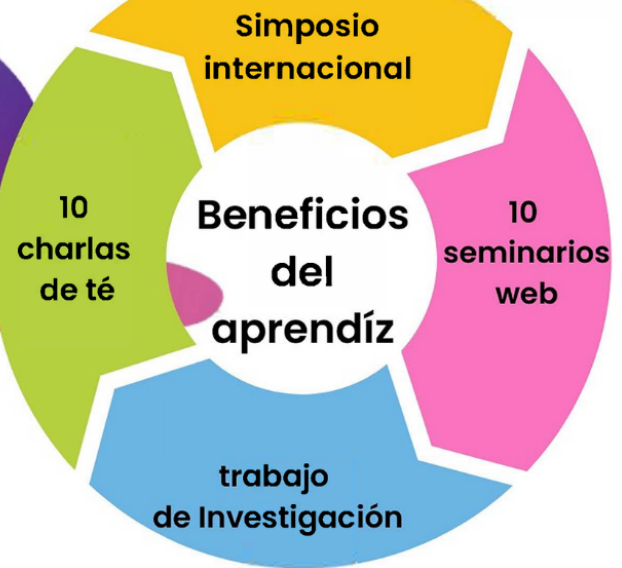 Simposio
internacional
10
charlas
de té
Beneficios
del
aprendíz
10
seminarios
web
trabajo
de Investigación